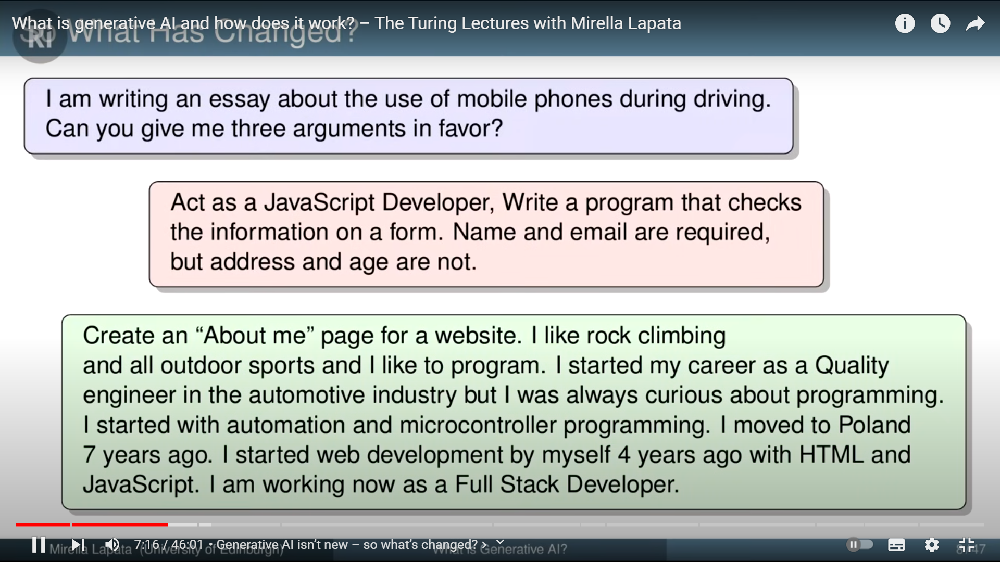 What is generative AI and how does it work? – The Turing Lectures with Mirella Lapata
So What Has Changed?
Ri
I am writing an essay about the use of mobile phones during driving.
Can you give me three arguments in favor?
Act as a JavaScript Developer, Write a program that checks
the information on a form. Name and email are required,
but address and age are not.
Create an “About me” page for a website. I like rock climbing
and all outdoor sports and I like to program. I started my career as a Quality
engineer in the automotive industry but I was always curious about programming.
I started with automation and microcontroller programming. I moved to Poland
7 years ago. I started web development by myself 4 years ago with HTML and
JavaScript. I am working now as a Full Stack Developer.
7:16 / 46:01 • Generative AI isn’t new – so what’s changed?
Mirella Lapata (University of Edinburgh)
What is Generative AI?
8/47